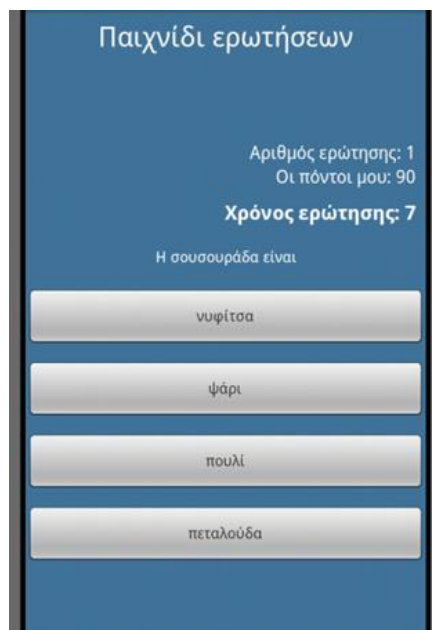 Παιχνίδι ερωτήσεων
Αριθμός ερώτησης: 1
Οι πόντοι μου: 90
Χρόνος ερώτησης: 7
Η σουσουράδα είναι
νυφίτσα
ψάρι
πουλί
πεταλούδα